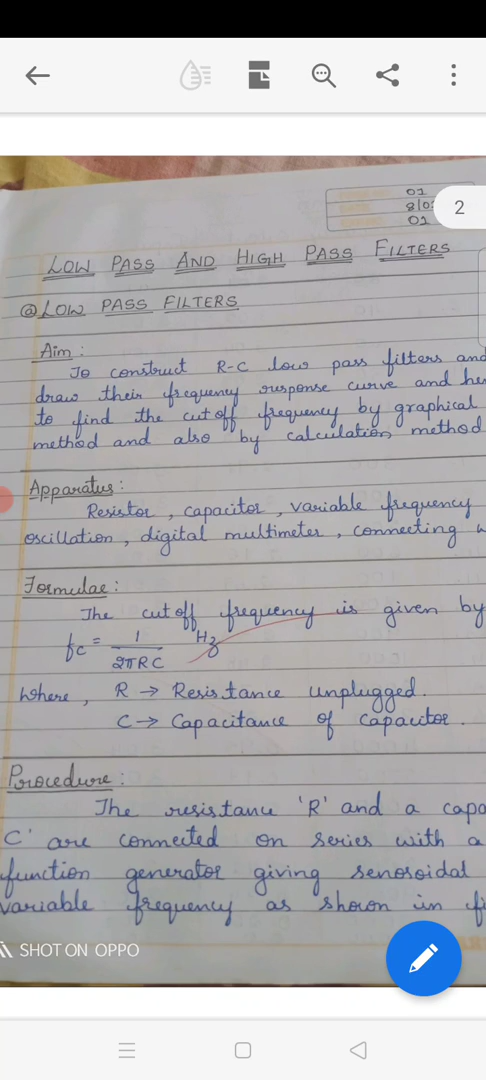 2
01
8/0
01
LOW PASS AND HIGH PASS FILTERS
@ LOW PASS FILTERS
Aim :
To construct R-C low pass filters and
draw their frequency response curve and he
to find the cut off frequency by graphical
method and also by calculation method
Apparatus :
Resistor , capacitor , variable frequency
oscillation , digital multimeter , connecting w
Formulae :
The cut off frequency is given by
fc = 1 / 2πRC Hz
where , R → Resistance unplugged.
C → Capacitance of capacitor.
Procedure :
The resistance 'R' and a capa
C' are connected on series with a
function generator giving senosoidal
variable frequency as shown in fi
SHOT ON OPPO